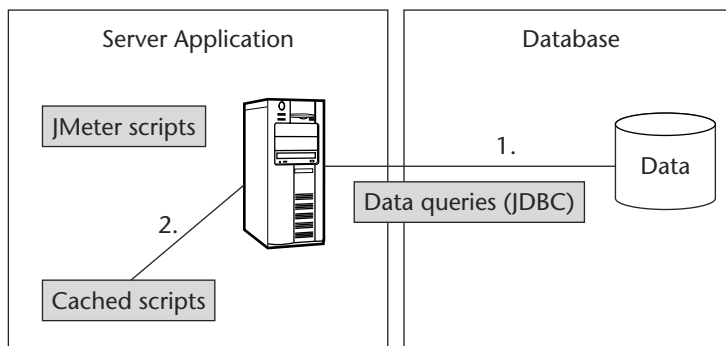 Server Application
Database
JMeter scripts
1.
Data
Data queries (JDBC)
2.
Cached scripts